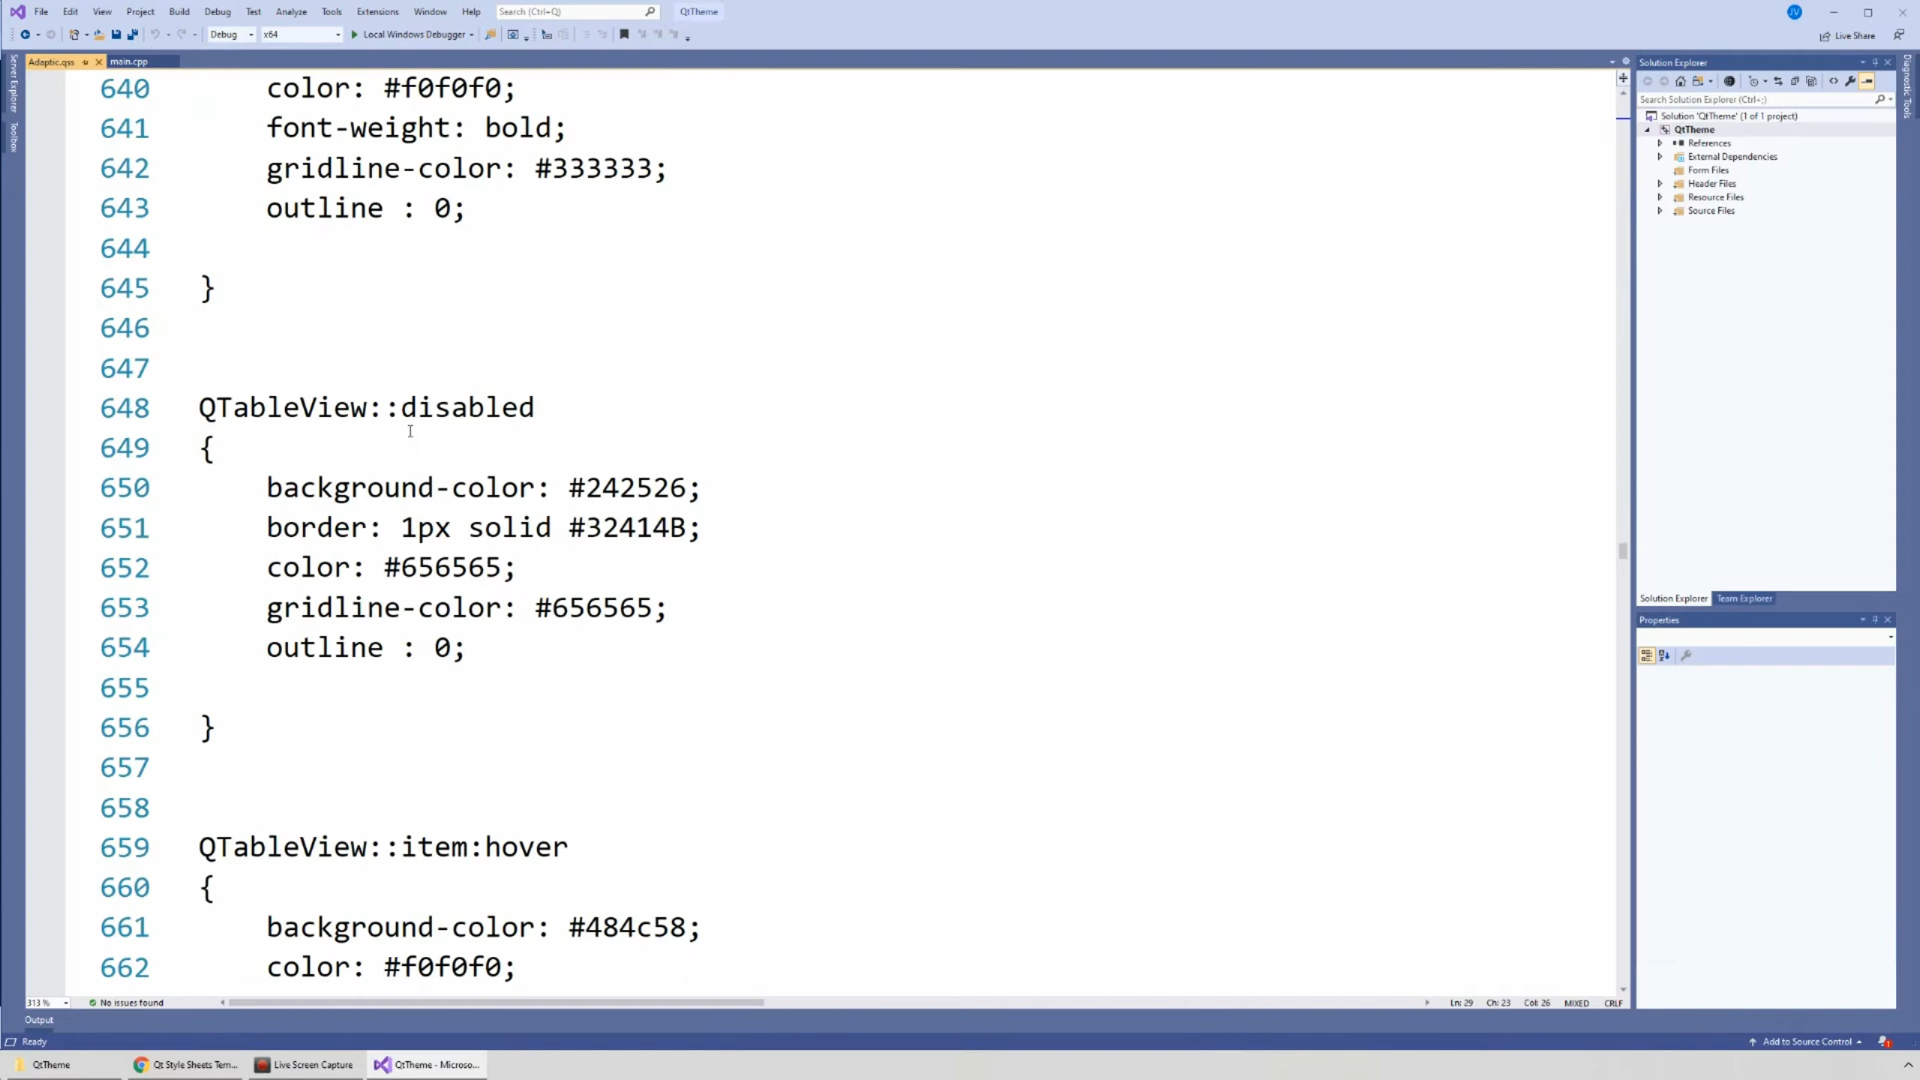 File Edit View Project Build Debug Test Analyze Tools Extensions Window Help Search (Ctrl+Q) QtTheme JV
Debug x64 Local Windows Debugger Live Share
Adaptic.qss main.cpp
Server Explorer
Toolbox
640 color: #f0f0f0;
641 font-weight: bold;
642 gridline-color: #333333;
643 outline : 0;
644
645 }
646
647
648 QTableView::disabled
649 {
650 background-color: #242526;
651 border: 1px solid #32414B;
652 color: #656565;
653 gridline-color: #656565;
654 outline : 0;
655
656 }
657
658
659 QTableView::item:hover
660 {
661 background-color: #484c58;
662 color: #f0f0f0;
313 % No issues found Ln: 29 Ch: 23 Col: 26 MIXED CRLF
Solution Explorer
Search Solution Explorer (Ctrl+;)
Solution 'QtTheme' (1 of 1 project)
QtTheme
References
External Dependencies
Form Files
Header Files
Resource Files
Source Files
Solution Explorer Team Explorer
Properties
Diagnostic Tools
Output
Ready Add to Source Control 1
QtTheme Qt Style Sheets Tem... Live Screen Capture QtTheme - Microso...